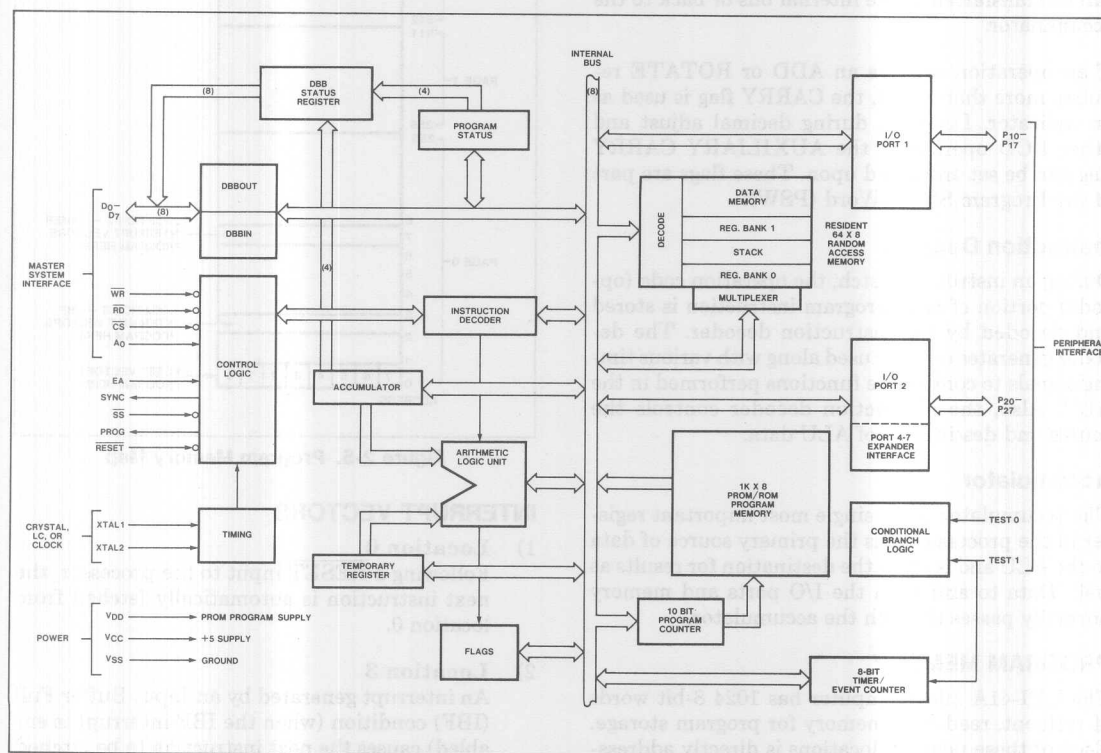 INTERNAL
BUS
(8)
(8)
DBB
STATUS
REGISTER
(4)
PROGRAM
STATUS
I/O
PORT 1
P10–
P17
DBBOUT
DBBIN
D0–
D7
(8)
DECODE
DATA
MEMORY
REG. BANK 1
STACK
REG. BANK 0
MULTIPLEXER
RESIDENT
64 X 8
RANDOM
ACCESS
MEMORY
MASTER
SYSTEM
INTERFACE
(4)
WR
RD
CS
A0
EA
SYNC
SS
PROG
RESET
CONTROL
LOGIC
INSTRUCTION
DECODER
ACCUMULATOR
PERIPHERAL
INTERFACE
I/O
PORT 2
P20–
P27
PORT 4-7
EXPANDER
INTERFACE
ARITHMETIC
LOGIC UNIT
1K X 8
PROM/ROM
PROGRAM
MEMORY
CONDITIONAL
BRANCH
LOGIC
TEST 0
TEST 1
CRYSTAL,
LC, OR
CLOCK
XTAL1
XTAL2
TIMING
TEMPORARY
REGISTER
10 BIT
PROGRAM
COUNTER
POWER
VDD PROM PROGRAM SUPPLY
VCC +5 SUPPLY
VSS GROUND
FLAGS
8-BIT
TIMER/
EVENT COUNTER